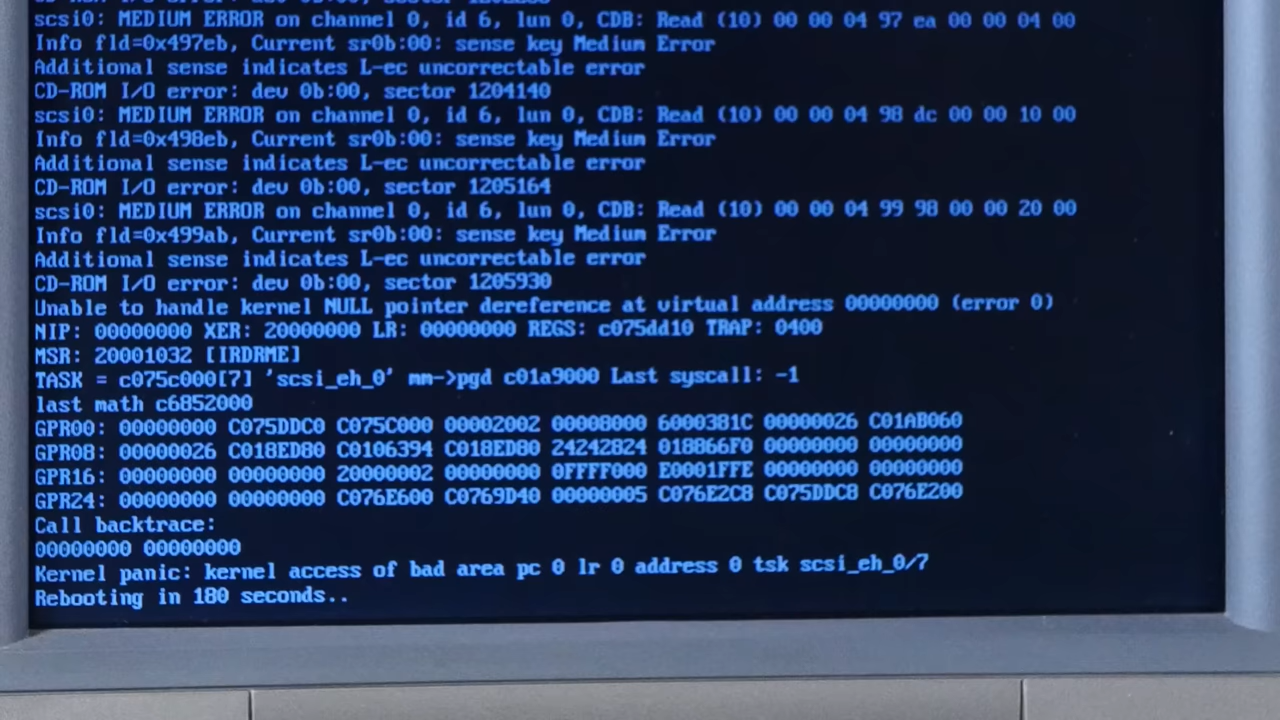 scsi0: MEDIUM ERROR on channel 0, id 6, lun 0, CDB: Read (10) 00 00 04 97 ea 00 00 04 00
Info fld=0x497eb, Current sr0b:00: sense key Medium Error
Additional sense indicates L-ec uncorrectable error
CD-ROM I/O error: dev 0b:00, sector 1204140
scsi0: MEDIUM ERROR on channel 0, id 6, lun 0, CDB: Read (10) 00 00 04 98 dc 00 00 10 00
Info fld=0x498eb, Current sr0b:00: sense key Medium Error
Additional sense indicates L-ec uncorrectable error
CD-ROM I/O error: dev 0b:00, sector 1205164
scsi0: MEDIUM ERROR on channel 0, id 6, lun 0, CDB: Read (10) 00 00 04 99 98 00 00 20 00
Info fld=0x499ab, Current sr0b:00: sense key Medium Error
Additional sense indicates L-ec uncorrectable error
CD-ROM I/O error: dev 0b:00, sector 1205930
Unable to handle kernel NULL pointer dereference at virtual address 00000000 (error 0)
NIP: 00000000 XER: 20000000 LR: 00000000 REGS: c075dd10 TRAP: 0400
MSR: 20001032 [IRDRME]
TASK = c075c000[7] 'scsi_eh_0' mm->pgd c01a9000 Last syscall: -1
last math c6852000
GPR00: 00000000 C075DDC0 C075C000 00002002 00008000 6000381C 00000026 C01AB060
GPR08: 00000026 C018ED80 C0106394 C018ED80 24242824 018866F0 00000000 00000000
GPR16: 00000000 00000000 20000002 00000000 0FFFF000 E0001FFE 00000000 00000000
GPR24: 00000000 00000000 C076E600 C0769D40 00000005 C076E2C8 C075DDC8 C076E200
Call backtrace:
00000000 00000000
Kernel panic: kernel access of bad area pc 0 lr 0 address 0 tsk scsi_eh_0/7
Rebooting in 180 seconds..